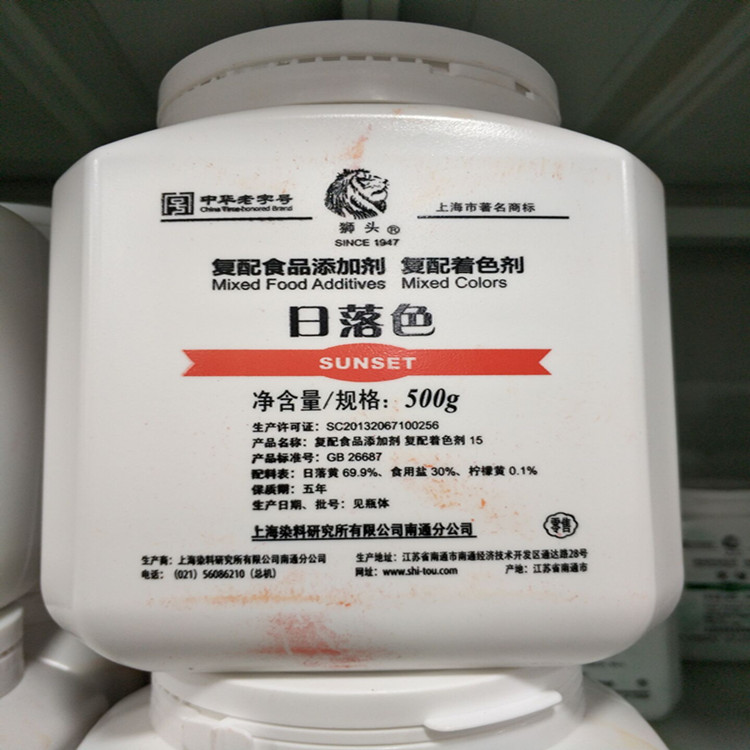 中华老字号
China Time-honored Brand
上海市著名商标
狮头®
SINCE 1947
复配食品添加剂 复配着色剂
Mixed Food Additives Mixed Colors
日落色
SUNSET
净含量/规格：500g
生产许可证：SC20132067100256
产品名称：复配食品添加剂 复配着色剂 15
产品标准号：GB 26687
配料表：日落黄 69.9%、食用盐 30%、柠檬黄 0.1%
保质期：五年
生产日期、批号：见瓶体
上海染料研究所有限公司南通分公司
零售
生产商：上海染料研究所有限公司南通分公司
生产地址：江苏省南通市南通经济技术开发区通达路28号
电话：（021）56086210（总机）
网址：www.shi-tou.com
产地：江苏省南通市